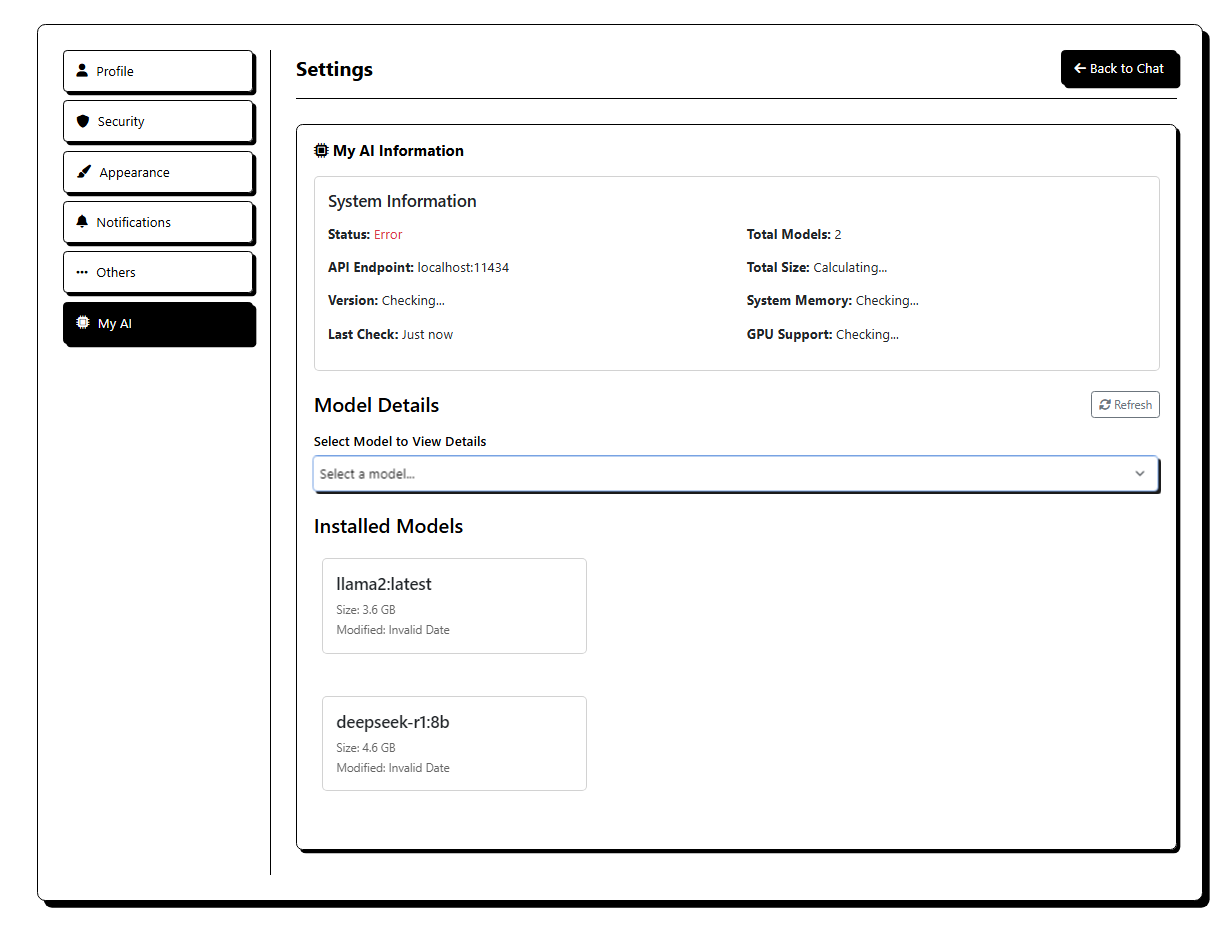 Profile
Security
Appearance
Notifications
Others
My AI
Settings
Back to Chat
My AI Information
System Information
Status: Error
API Endpoint: localhost:11434
Version: Checking...
Last Check: Just now
Total Models: 2
Total Size: Calculating...
System Memory: Checking...
GPU Support: Checking...
Model Details
Refresh
Select Model to View Details
Select a model...
Installed Models
llama2:latest
Size: 3.6 GB
Modified: Invalid Date
deepseek-r1:8b
Size: 4.6 GB
Modified: Invalid Date